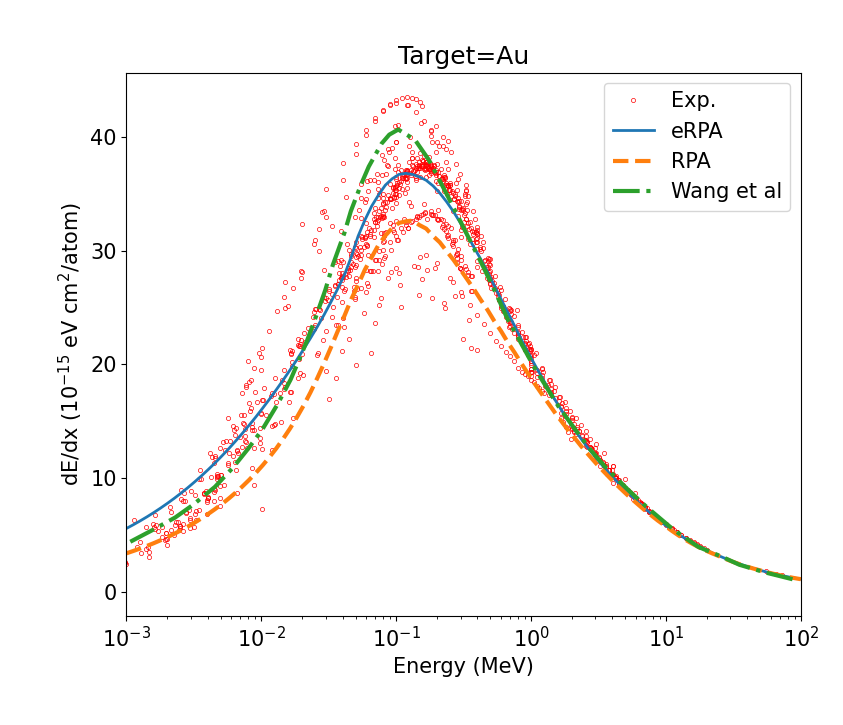 Target=Au
Exp.
eRPA
RPA
Wang et al
dE/dx (10⁻¹⁵ eV cm²/atom)
40
30
20
10
0
10⁻³ 10⁻² 10⁻¹ 10⁰ 10¹ 10²
Energy (MeV)